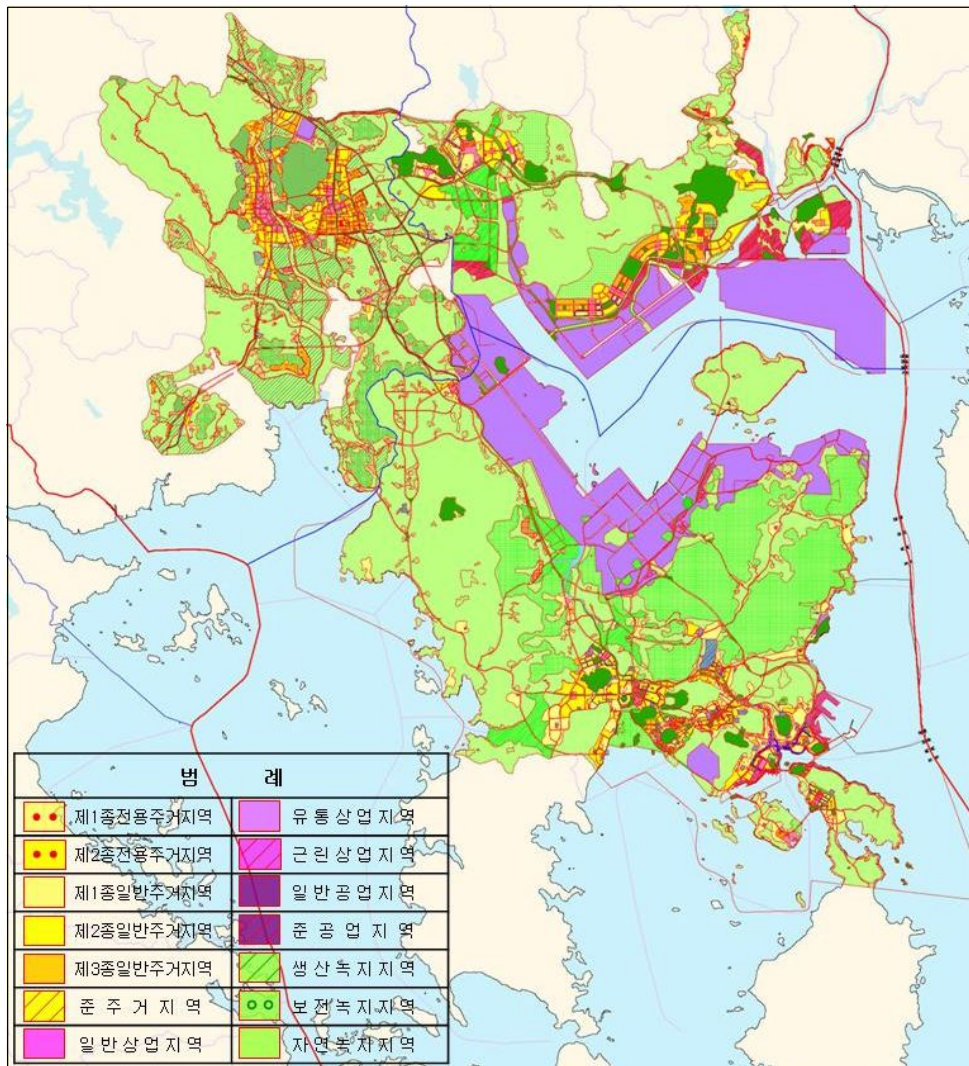 범 례
제1종전용주거지역 유통상업지역
제2종전용주거지역 근린상업지역
제1종일반주거지역 일반공업지역
제2종일반주거지역 준공업지역
제3종일반주거지역 생산녹지지역
준주거지역 보전녹지지역
일반상업지역 자연녹지지역